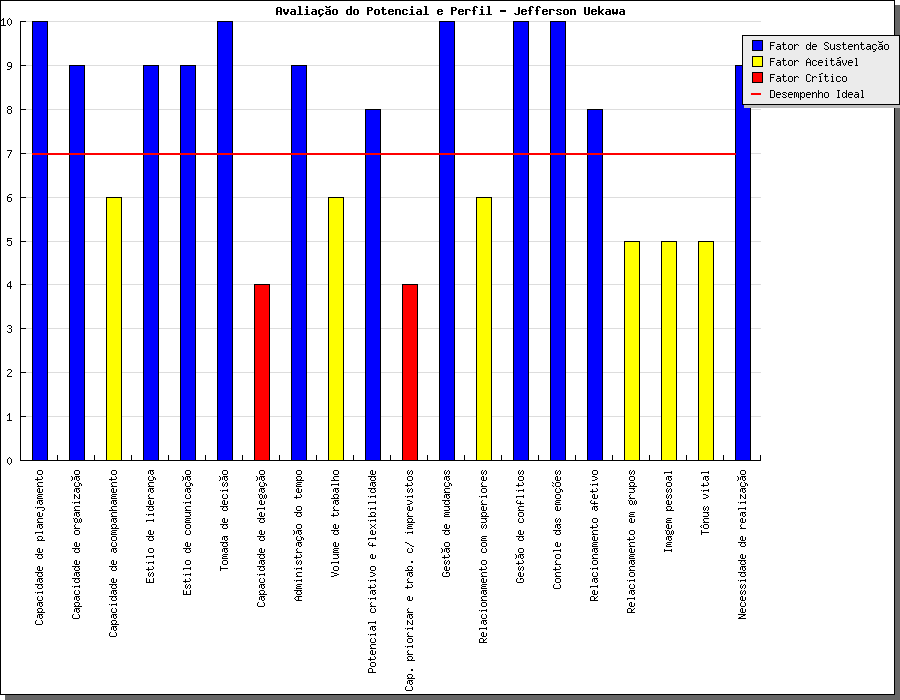 Avaliação do Potencial e Perfil - Jefferson Uekawa
Fator de Sustentação
Fator Aceitável
Fator Crítico
Desempenho Ideal
10
9
8
7
6
5
4
3
2
1
0
Capacidade de planejamento
Capacidade de organização
Capacidade de acompanhamento
Estilo de liderança
Estilo de comunicação
Tomada de decisão
Capacidade de delegação
Administração do tempo
Volume de trabalho
Potencial criativo e flexibilidade
Cap. priorizar e trab. c/ imprevistos
Gestão de mudanças
Relacionamento com superiores
Gestão de conflitos
Controle das emoções
Relacionamento afetivo
Relacionamento em grupos
Imagem pessoal
Tônus vital
Necessidade de realização